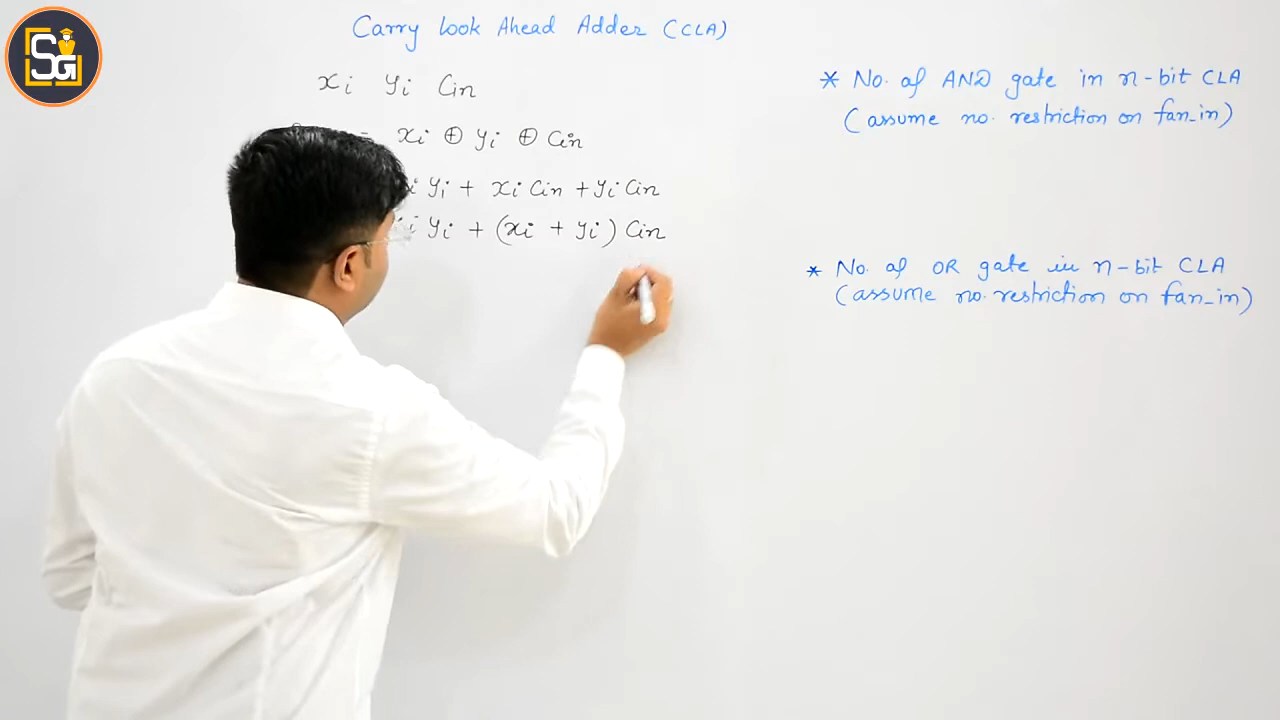 SG
Carry look Ahead Adder (CLA)
xi yi Cin
= xi ⊕ yi ⊕ Cin
i yi + xi Cin + yi Cin
xi yi + (xi + yi) Cin
* No. of AND gate in n-bit CLA
(assume no. restriction on fan_in)
* No. of OR gate in n-bit CLA
(assume no. restriction on fan_in)